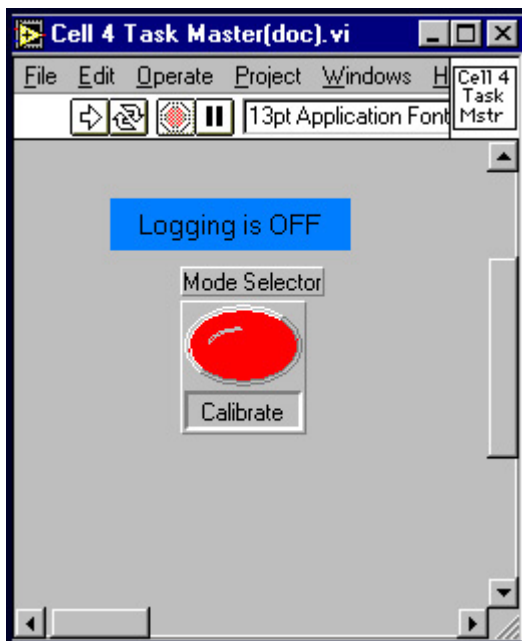 Cell 4 Task Master(doc).vi
File Edit Operate Project Windows H
Cell 4
Task
Mstr
13pt Application Font
Logging is OFF
Mode Selector
Calibrate